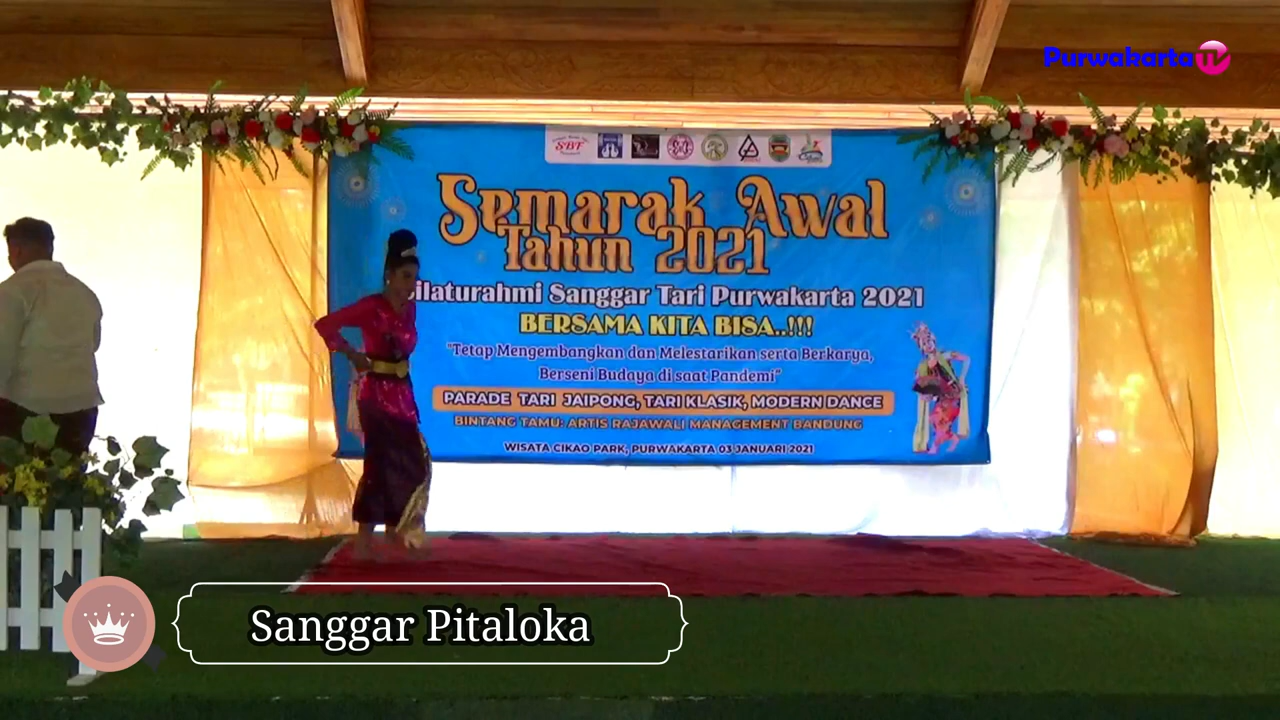 Purwakarta TV
SBF
Semarak Awal
Tahun 2021
ilaturahmi Sanggar Tari Purwakarta 2021
BERSAMA KITA BISA..!!!
"Tetap Mengembangkan dan Melestarikan serta Berkarya,
Berseni Budaya di saat Pandemi"
PARADE TARI JAIPONG, TARI KLASIK, MODERN DANCE
BINTANG TAMU: ARTIS RAJAWALI MANAGEMENT BANDUNG
WISATA CIKAO PARK, PURWAKARTA 03 JANUARI 2021
Sanggar Pitaloka